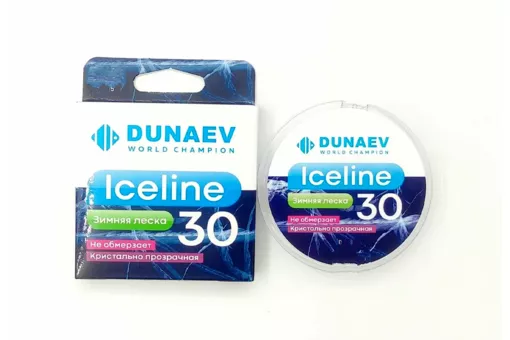 DUNAEV
WORLD CHAMPION
Iceline
Зимняя леска
30
Не обмерзает
Кристально прозрачная
DUNAEV
WORLD CHAMPION
Iceline
Зимняя леска
30
Не обмерзает
Кристально прозрачная